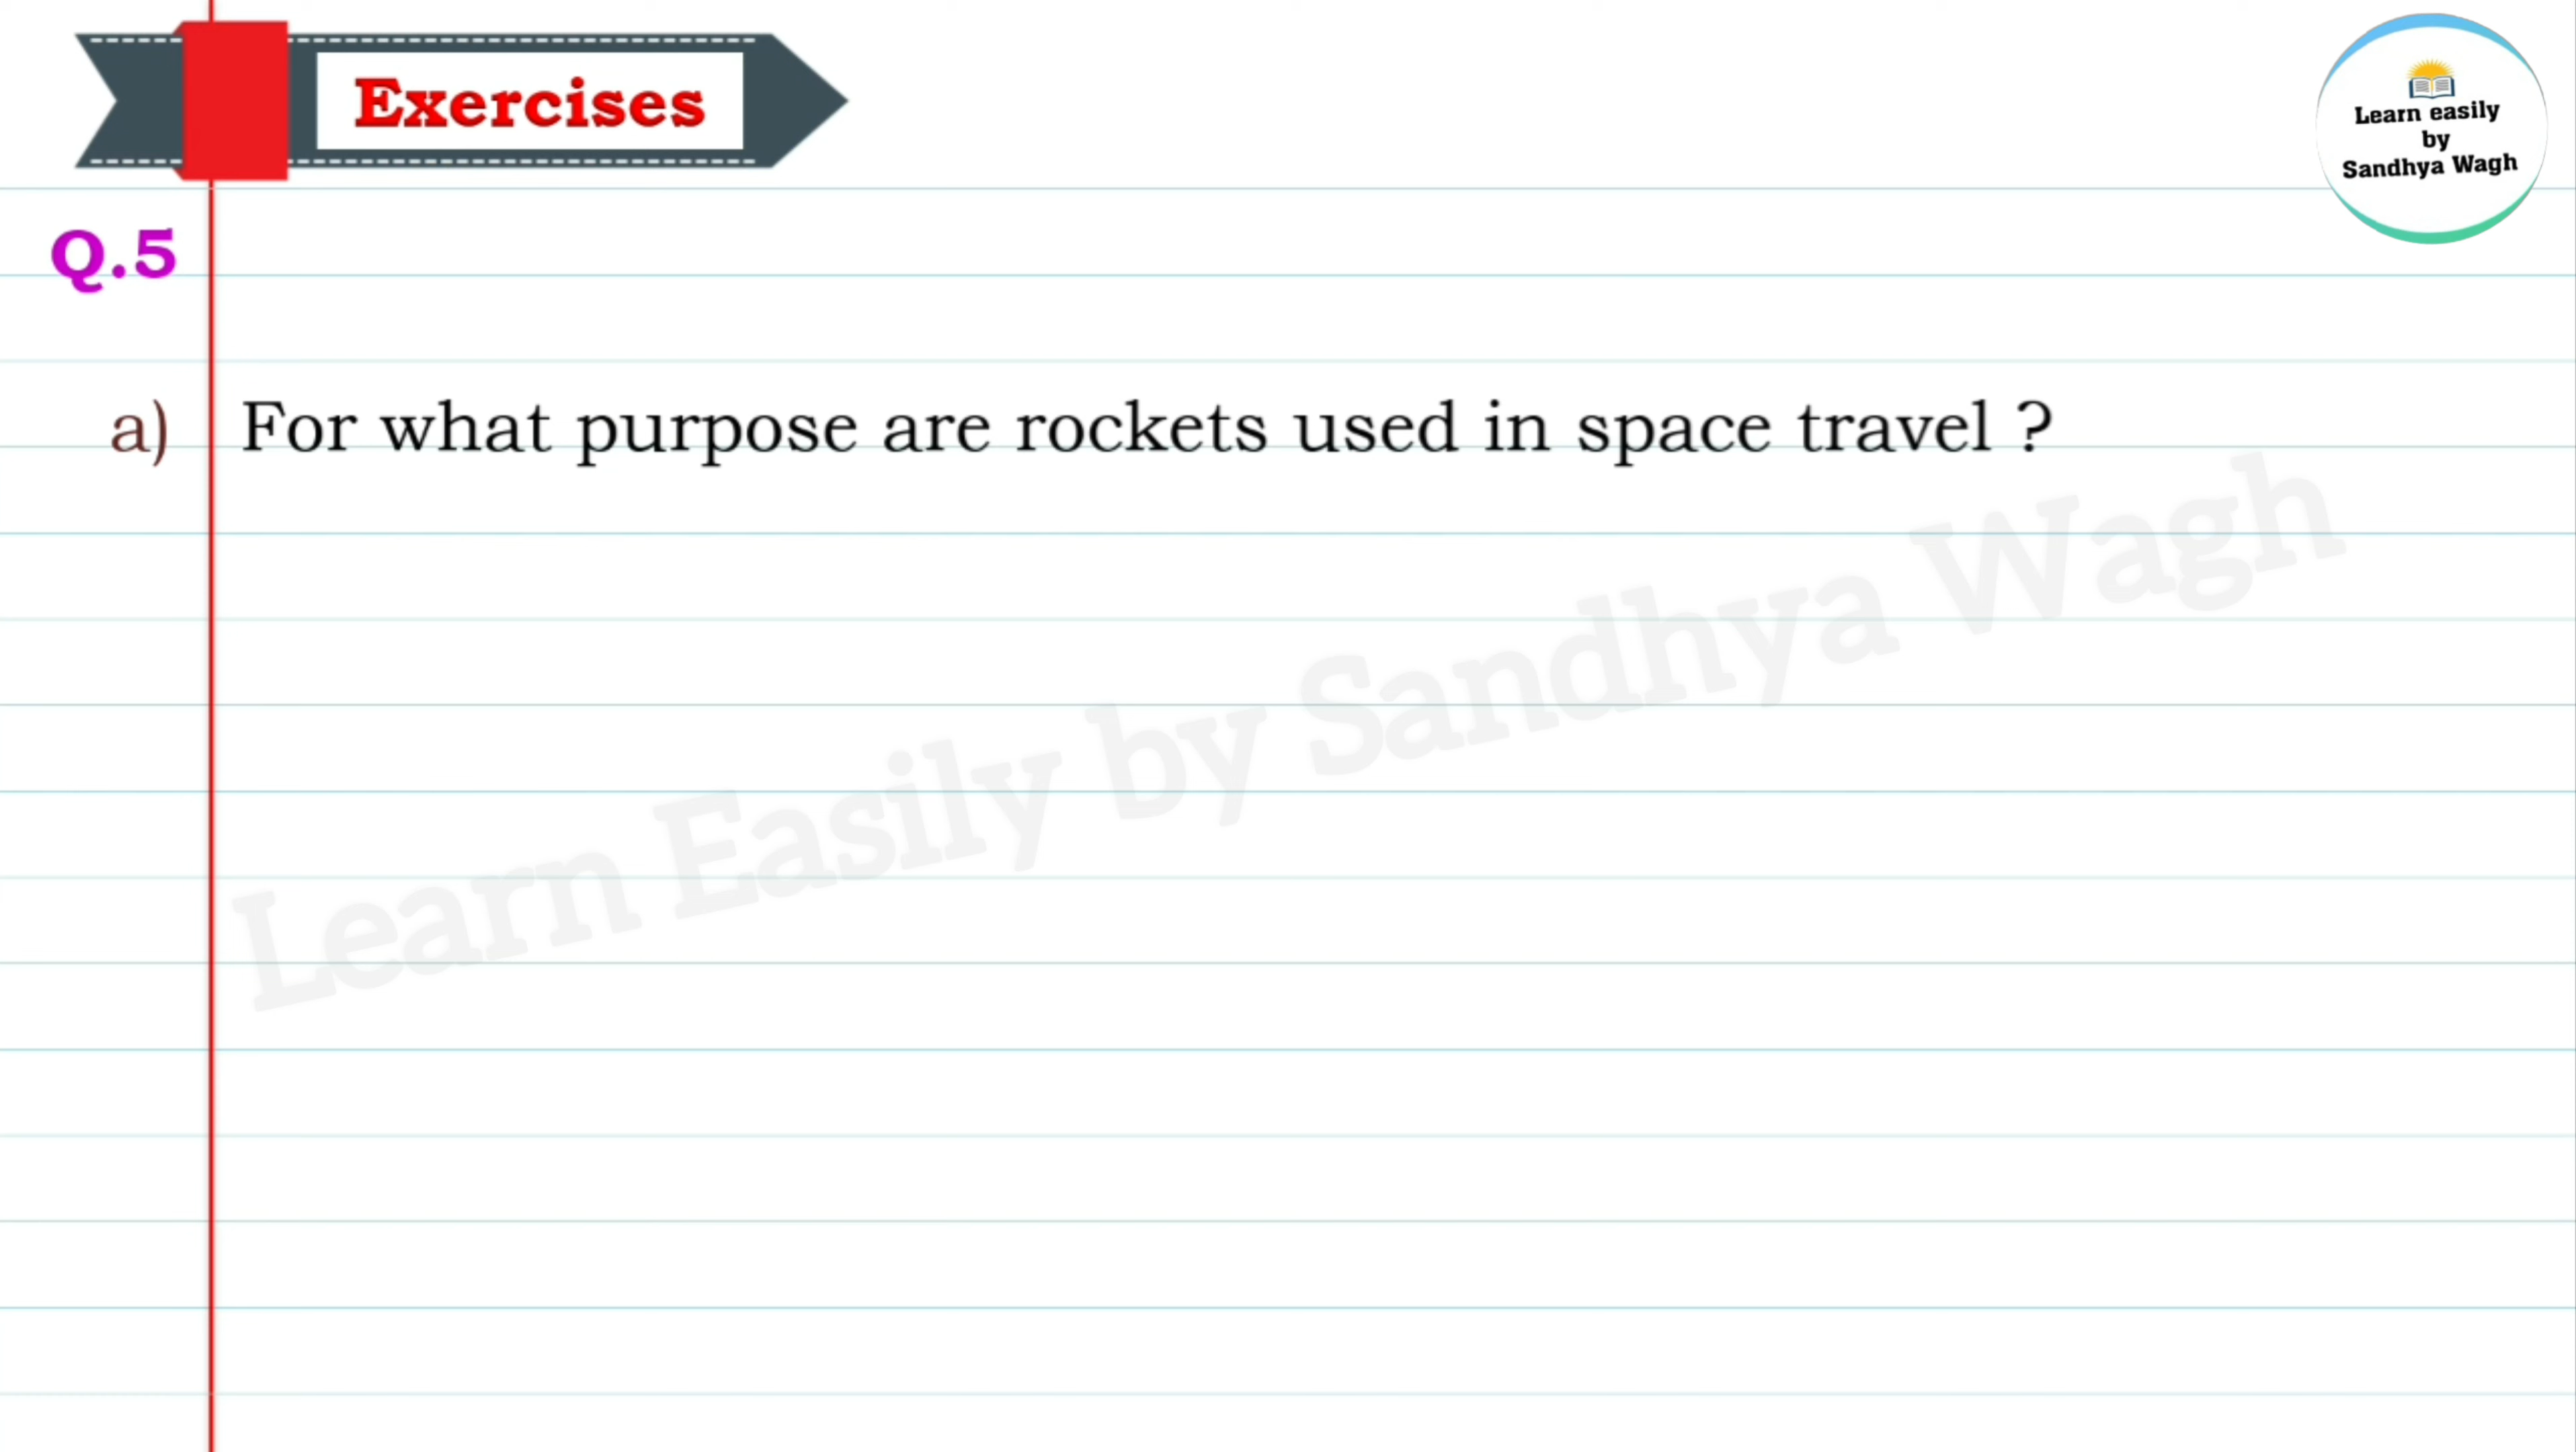 Exercises
Learn easily
by
Sandhya Wagh
Q.5
a) For what purpose are rockets used in space travel ?
Learn Easily by Sandhya Wagh